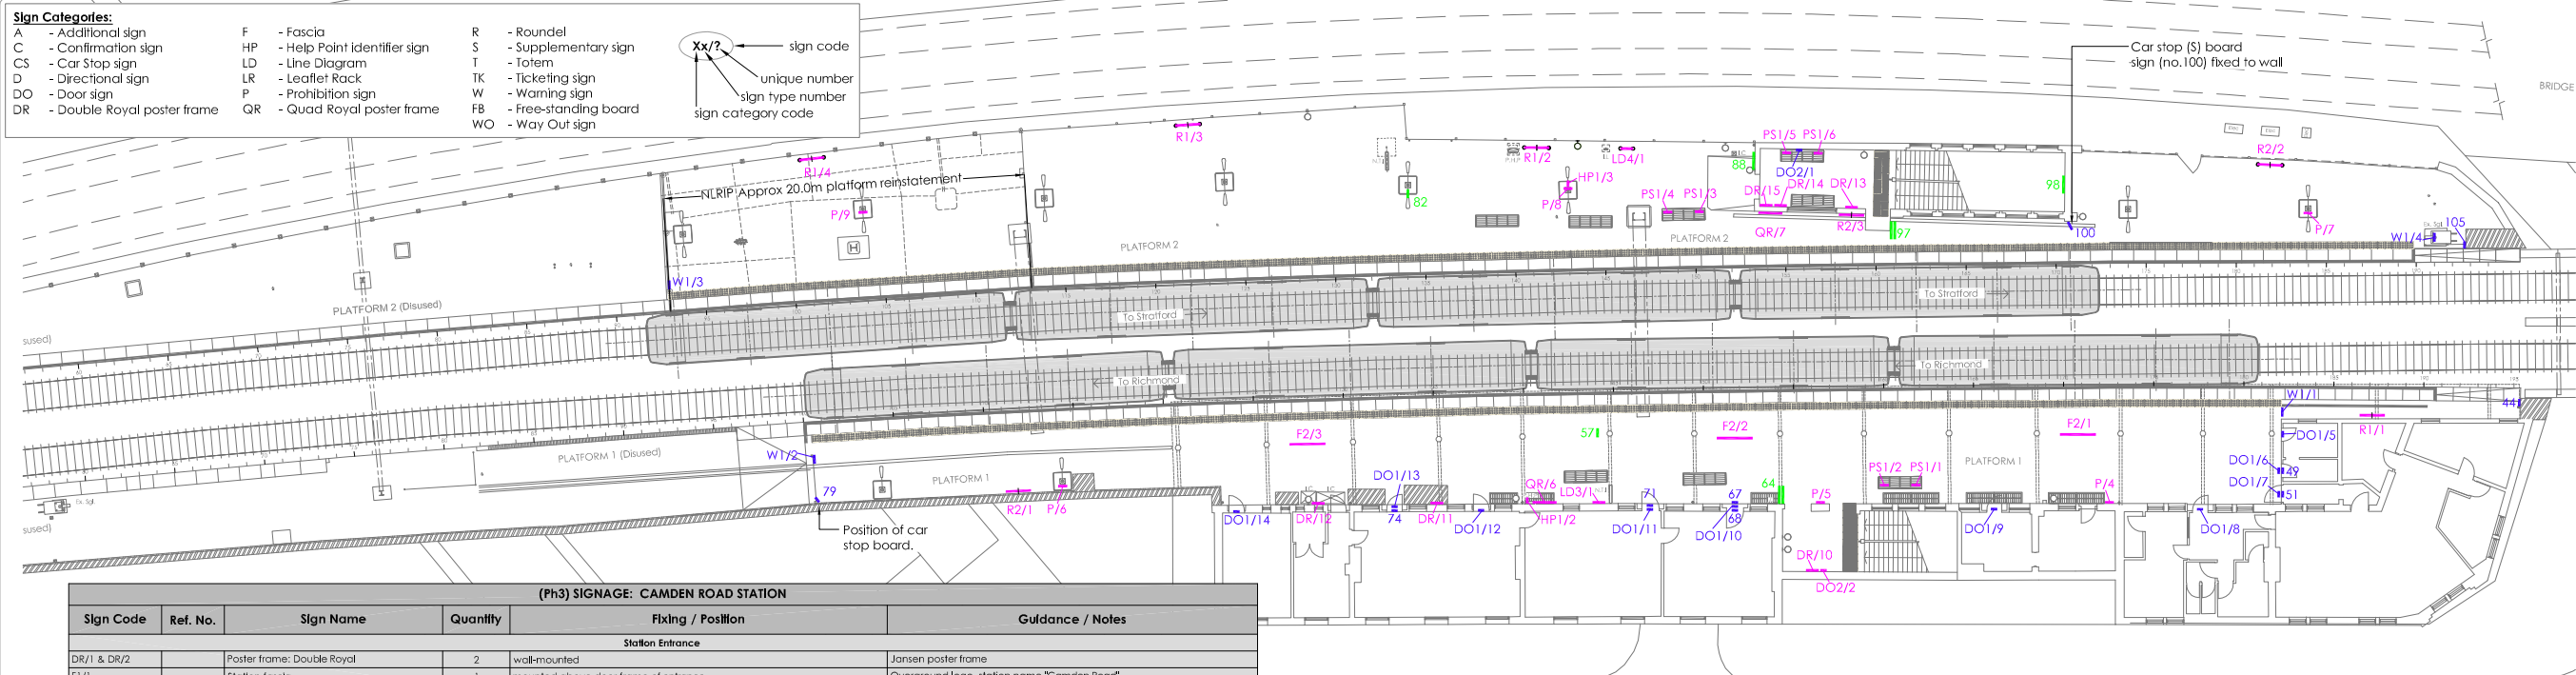 Sign Categories:
A - Additional sign
C - Confirmation sign
CS - Car Stop sign
D - Directional sign
DO - Door sign
DR - Double Royal poster frame
F - Fascia
HP - Help Point identifier sign
LD - Line Diagram
LR - Leaflet Rack
P - Prohibition sign
QR - Quad Royal poster frame
R - Roundel
S - Supplementary sign
T - Totem
TK - Ticketing sign
W - Warning sign
FB - Free-standing board
WO - Way Out sign
Xx/?
sign code
unique number
sign type number
sign category code
Car stop (S) board
sign (no.100) fixed to wall
BRIDGE
R1/3
R1/4
R1/2
LD4/1
PS1/5 PS1/6
88
DO2/1
R2/2
NLRIP Approx 20.0m platform reinstatement
HP1/3
P/8
82
PS1/4 PS1/3
DR/15 DR/14 DR/13
98
P/9
QR/7
R2/3
97
100
P/7
W1/4
Ex. Sgl
105
PLATFORM 2
PLATFORM 2
W1/3
PLATFORM 2 (Disused)
sused)
To Stratford
To Stratford
To Richmond
To Richmond
W1/1
44
R1/1
F2/3
57
F2/2
F2/1
DO1/5
PLATFORM 1 (Disused)
W1/2
PLATFORM 1
PLATFORM 1
DO1/13
PS1/2 PS1/1
DO1/6
49
DO1/7
51
79
QR/6
LD3/1
71
67
64
P/5
P/4
Ex. Sgl
R2/1
P/6
DO1/14
DR/12
74
DR/11
DO1/12
HP1/2
DO1/11
68
DO1/10
DO1/9
DO1/8
sused)
Position of car
stop board.
DR/10
DO2/2
(Ph3) SIGNAGE: CAMDEN ROAD STATION
Sign Code Ref. No. Sign Name Quantity Fixing / Position Guidance / Notes
Station Entrance
DR/1 & DR/2 Poster frame: Double Royal 2 wall-mounted Jansen poster frame